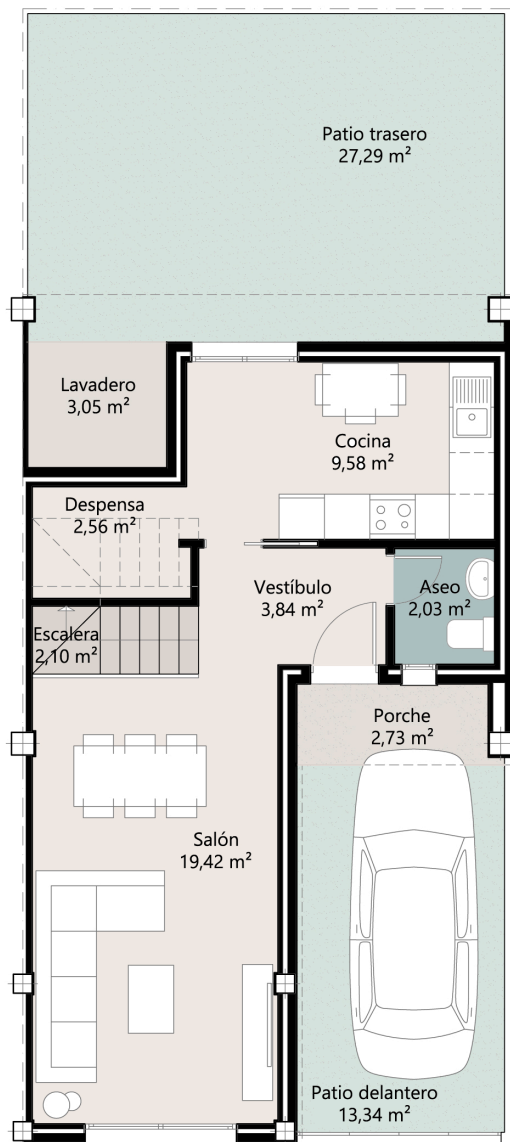 Patio trasero
27,29 m²
Lavadero
3,05 m²
Cocina
9,58 m²
Despensa
2,56 m²
Vestíbulo
3,84 m²
Aseo
2,03 m²
Escalera
2,10 m²
Porche
2,73 m²
Salón
19,42 m²
Patio delantero
13,34 m²